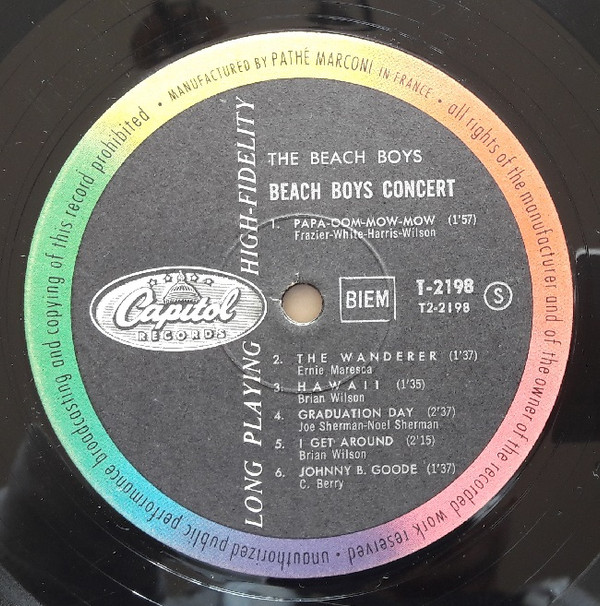 MANUFACTURED BY PATHÉ MARCONI IN FRANCE • all rights of the manufacturer and of the owner of the recorded work reserved • unauthorized public performance broadcasting and copying of this record prohibited •
LONG PLAYING HIGH-FIDELITY
THE BEACH BOYS
BEACH BOYS CONCERT
1. PAPA-OOM-MOW-MOW (1'57)
Frazier-White-Harris-Wilson
Capitol
RECORDS
BIEM
T-2198
T2-2198
S
2. THE WANDERER (1'37)
Ernie Maresca
3. HAWAII (1'35)
Brian Wilson
4. GRADUATION DAY (2'37)
Joe Sherman-Noel Sherman
5. I GET AROUND (2'15)
Brian Wilson
6. JOHNNY B. GOODE (1'37)
C. Berry